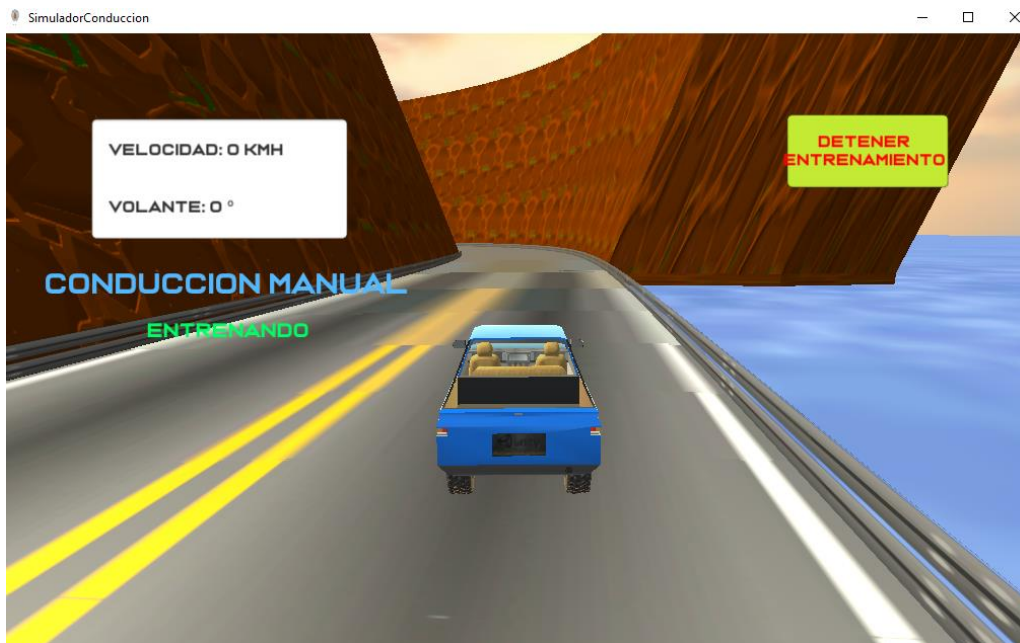 SimuladorConduccion
VELOCIDAD: 0 KMH
VOLANTE: 0 º
DETENER
ENTRENAMIENTO
CONDUCCION MANUAL
ENTRENANDO